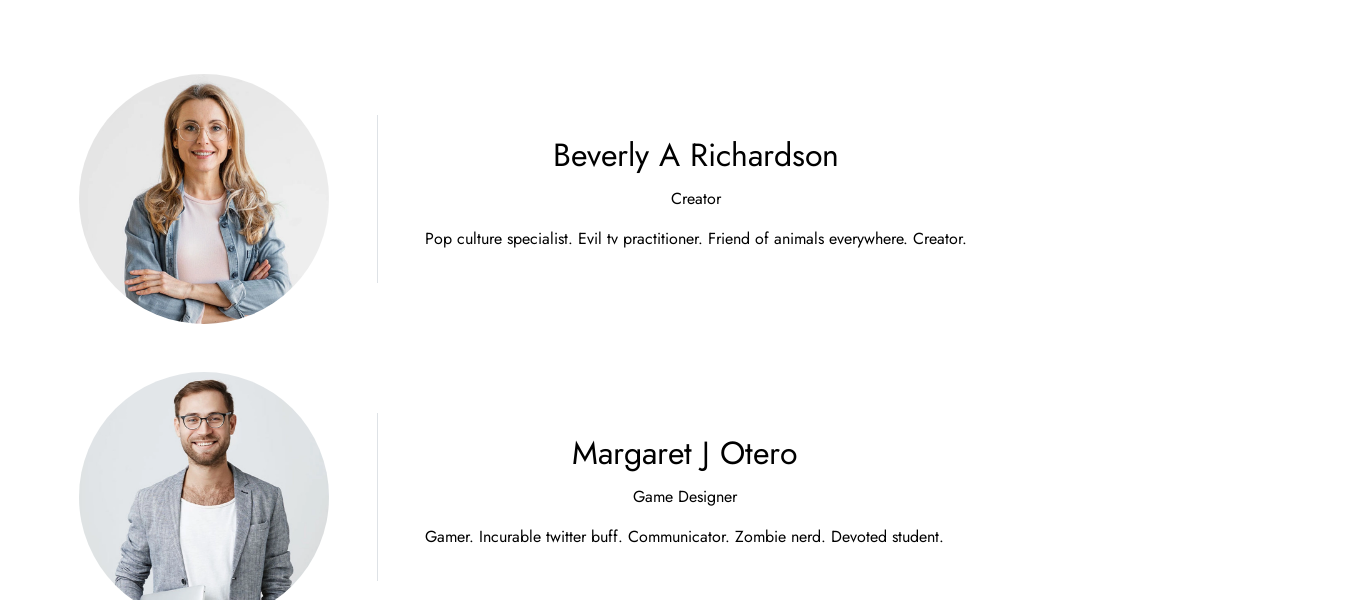 Beverly A Richardson
Creator
Pop culture specialist. Evil tv practitioner. Friend of animals everywhere. Creator.
Margaret J Otero
Game Designer
Gamer. Incurable twitter buff. Communicator. Zombie nerd. Devoted student.